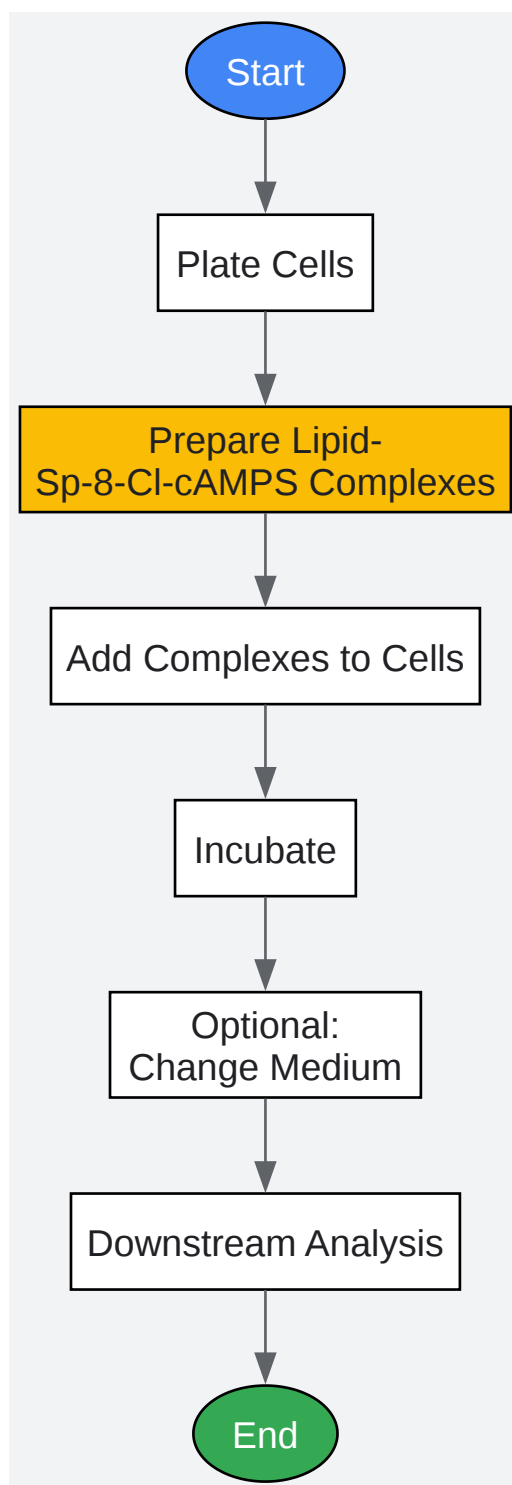 Start
Plate Cells
Prepare Lipid-
Sp-8-Cl-cAMPS Complexes
Add Complexes to Cells
Incubate
Optional:
Change Medium
Downstream Analysis
End